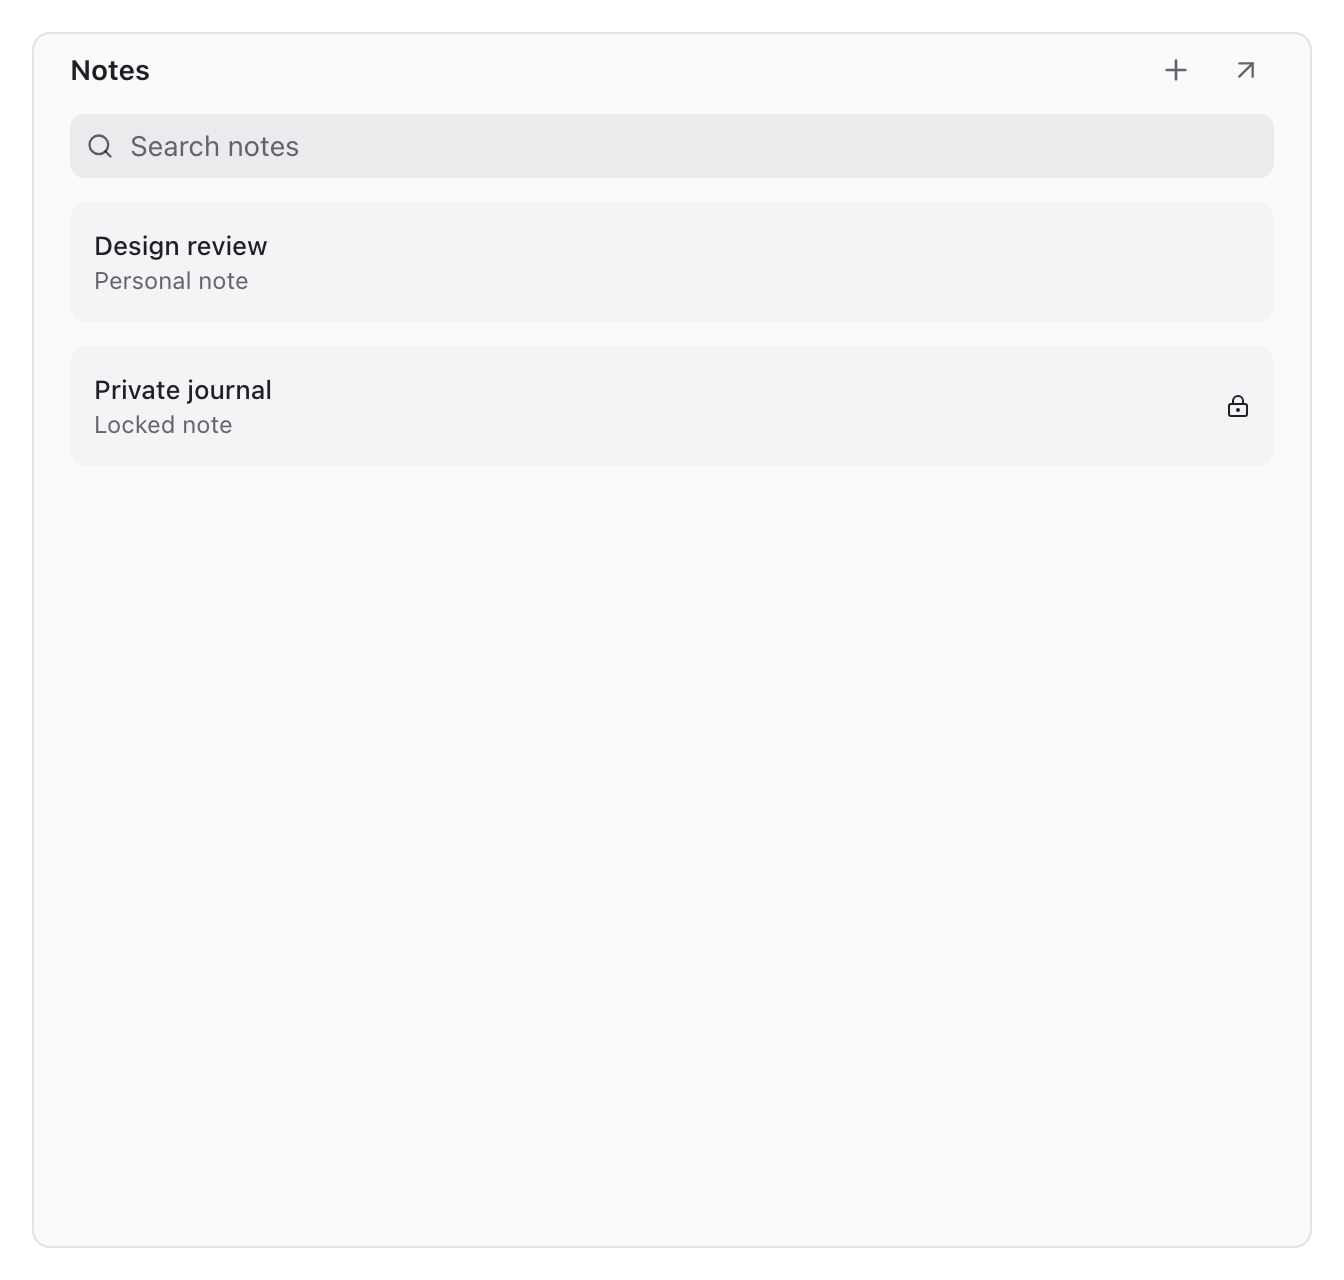 Notes
Search notes
Design review
Personal note
Private journal
Locked note